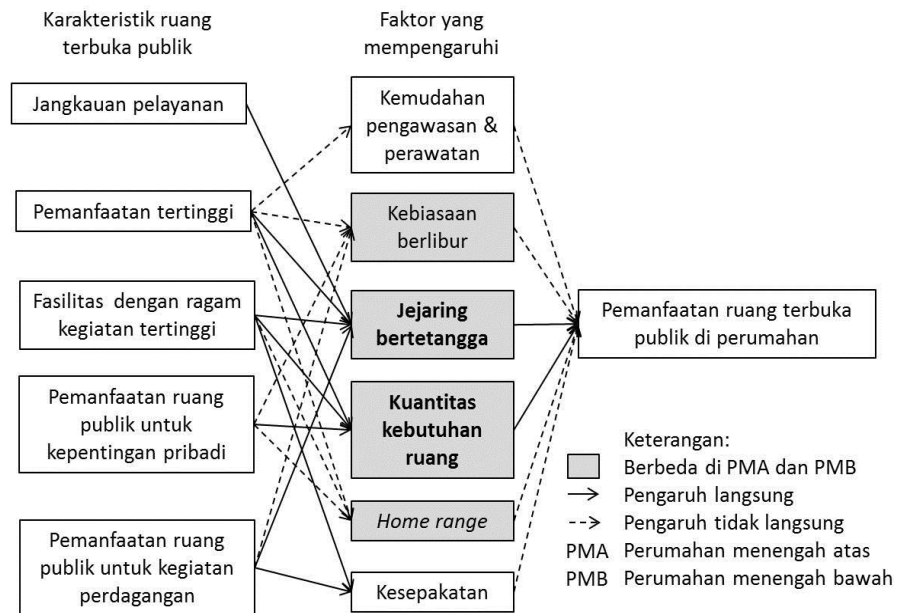 Karakteristik ruang
terbuka publik
Jangkauan pelayanan
Pemanfaatan tertinggi
Fasilitas dengan ragam
kegiatan tertinggi
Pemanfaatan ruang
publik untuk
kepentingan pribadi
Pemanfaatan ruang
publik untuk kegiatan
perdagangan
Faktor yang
mempengaruhi
Kemudahan
pengawasan &
perawatan
Kebiasaan
berlibur
Jejaring
bertetangga
Kuantitas
kebutuhan
ruang
Home range
Kesepakatan
Pemanfaatan ruang terbuka
publik di perumahan
Keterangan:
Berbeda di PMA dan PMB
Pengaruh langsung
Pengaruh tidak langsung
PMA Perumahan menengah atas
PMB Perumahan menengah bawah